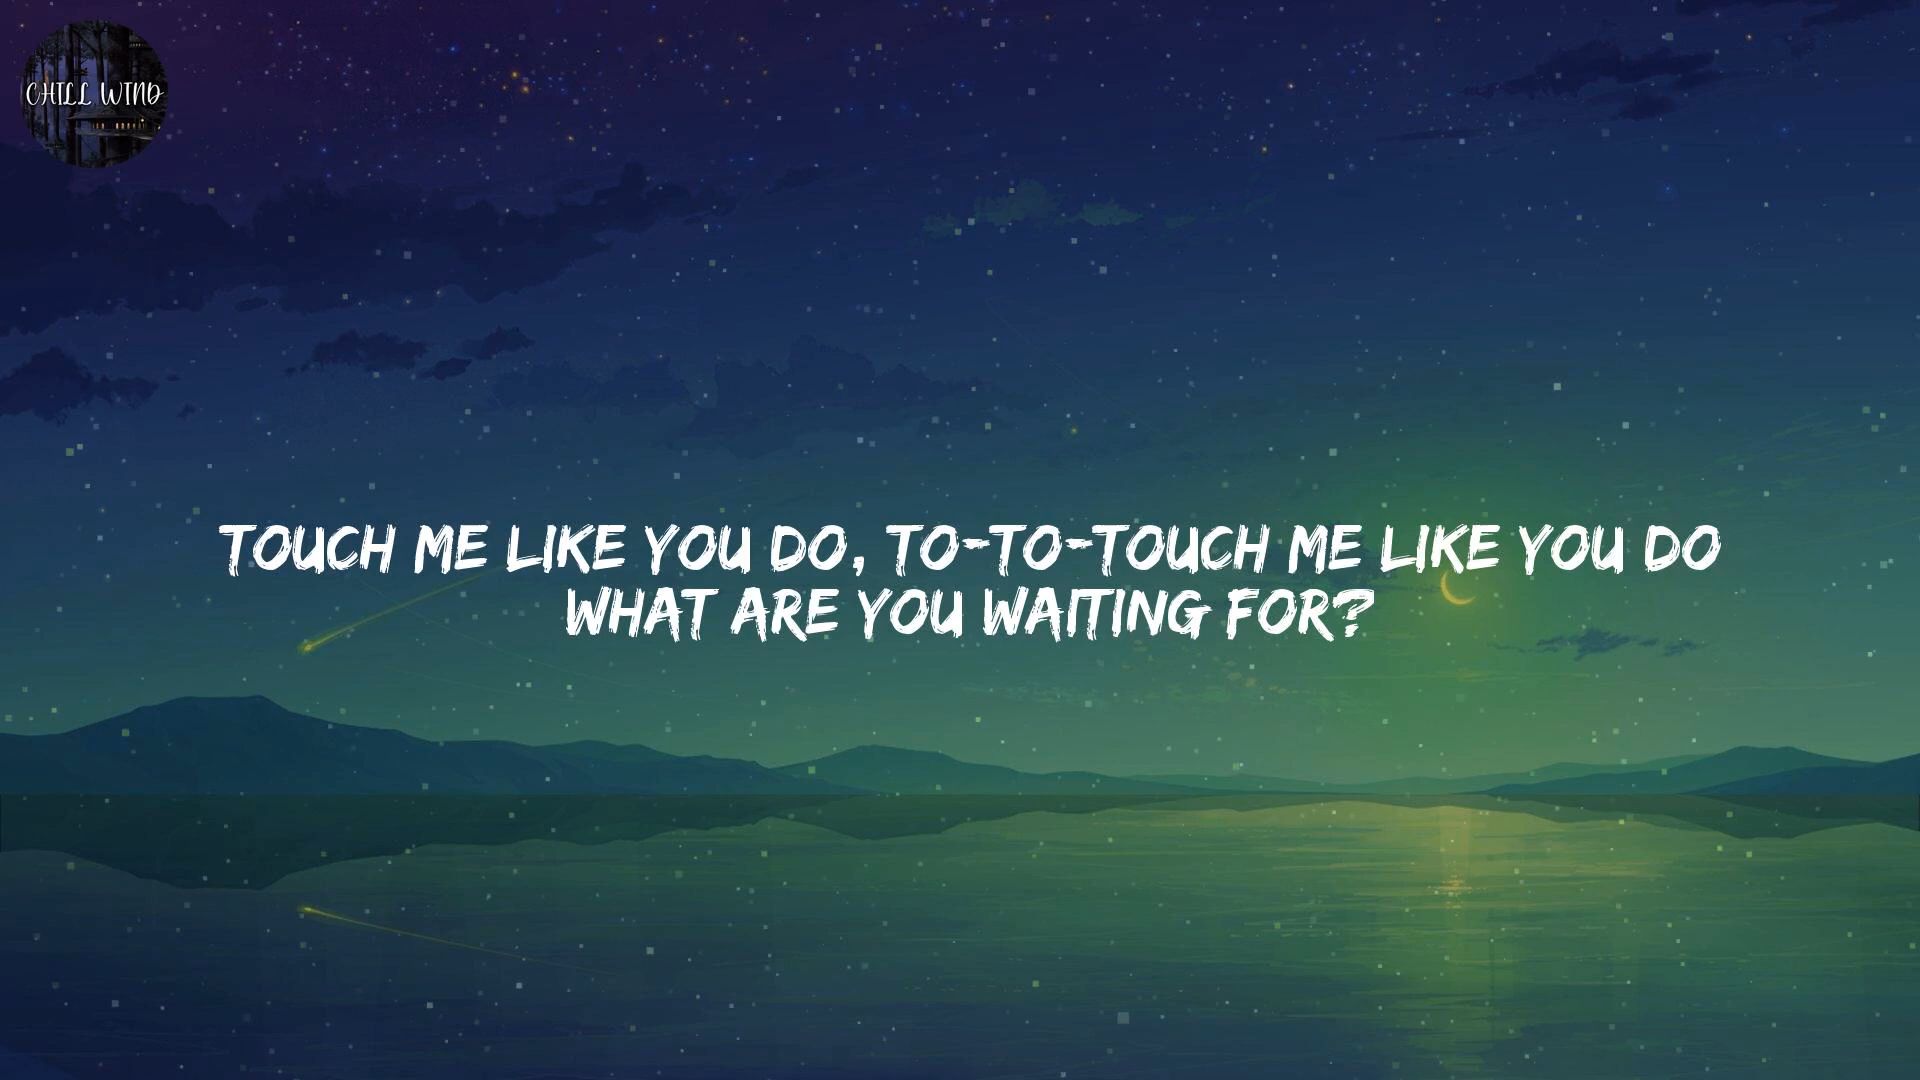 CHILL WIND
TOUCH ME LIKE YOU DO, TO-TO-TOUCH ME LIKE YOU DO
WHAT ARE YOU WAITING FOR?